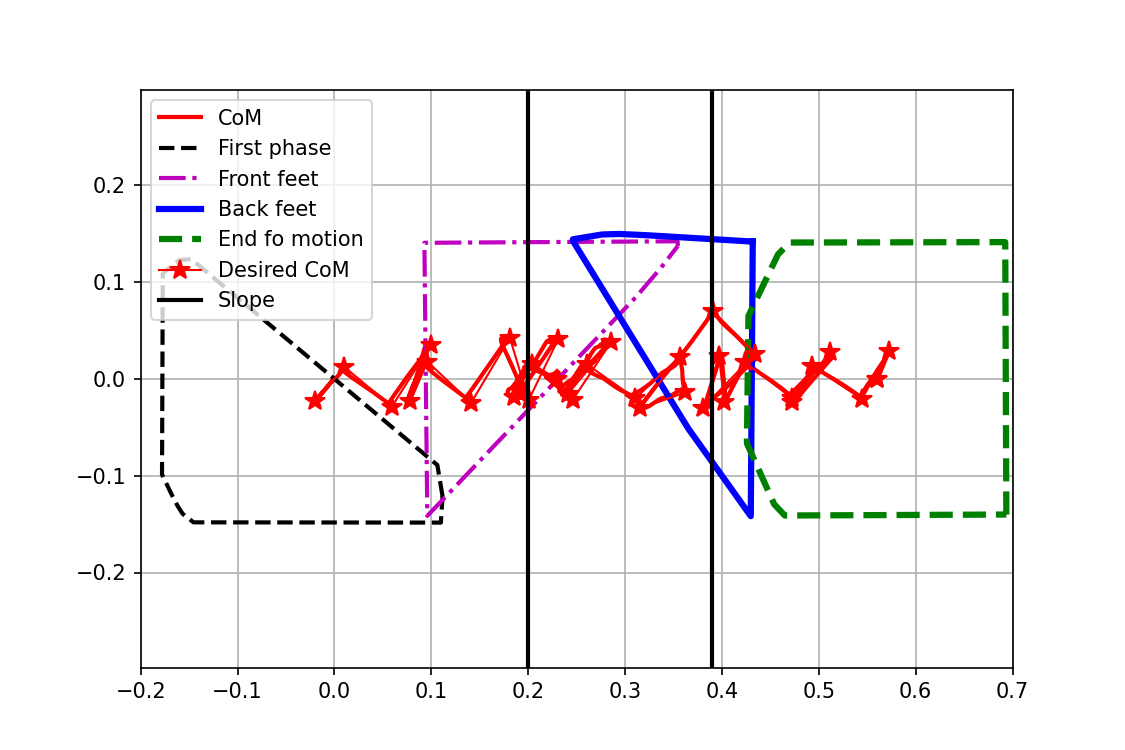 CoM
First phase
Front feet
Back feet
End fo motion
Desired CoM
Slope
0.2
0.1
0.0
−0.1
−0.2
−0.2 −0.1 0.0 0.1 0.2 0.3 0.4 0.5 0.6 0.7